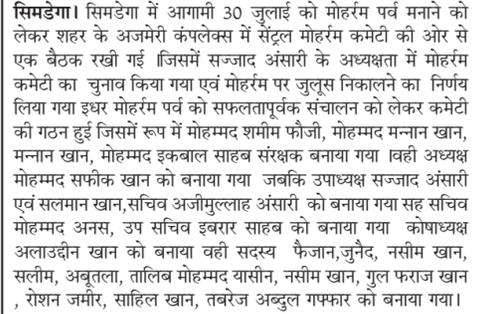 सिमडेगा। सिमडेगा में आगामी 30 जुलाई को मोहर्रम पर्व मनाने को
लेकर शहर के अजमेरी कंपलेक्स में सेंट्रल मोहर्रम कमेटी की ओर से
एक बैठक रखी गई ।जिसमें सज्जाद अंसारी के अध्यक्षता में मोहर्रम
कमेटी का चुनाव किया गया एवं मोहर्रम पर जुलूस निकालने का निर्णय
लिया गया इधर मोहर्रम पर्व को सफलतापूर्वक संचालन को लेकर कमेटी
की गठन हुई जिसमें रूप में मोहम्मद शमीम फौजी, मोहम्मद मन्नान खान,
मन्नान खान, मोहम्मद इकबाल साहब संरक्षक बनाया गया ।वही अध्यक्ष
मोहम्मद सफीक खान को बनाया गया जबकि उपाध्यक्ष सज्जाद अंसारी
एवं सलमान खान,सचिव अजीमुल्लाह अंसारी को बनाया गया सह सचिव
मोहम्मद अनस, उप सचिव इबरार साहब को बनाया गया कोषाध्यक्ष
अलाउद्दीन खान को बनाया वही सदस्य फैजान,जुनैद, नसीम खान,
सलीम, अबूतला, तालिब मोहम्मद यासीन, नसीम खान, गुल फराज खान
, रोशन जमीर, साहिल खान, तबरेज अब्दुल गफ्फार को बनाया गया।